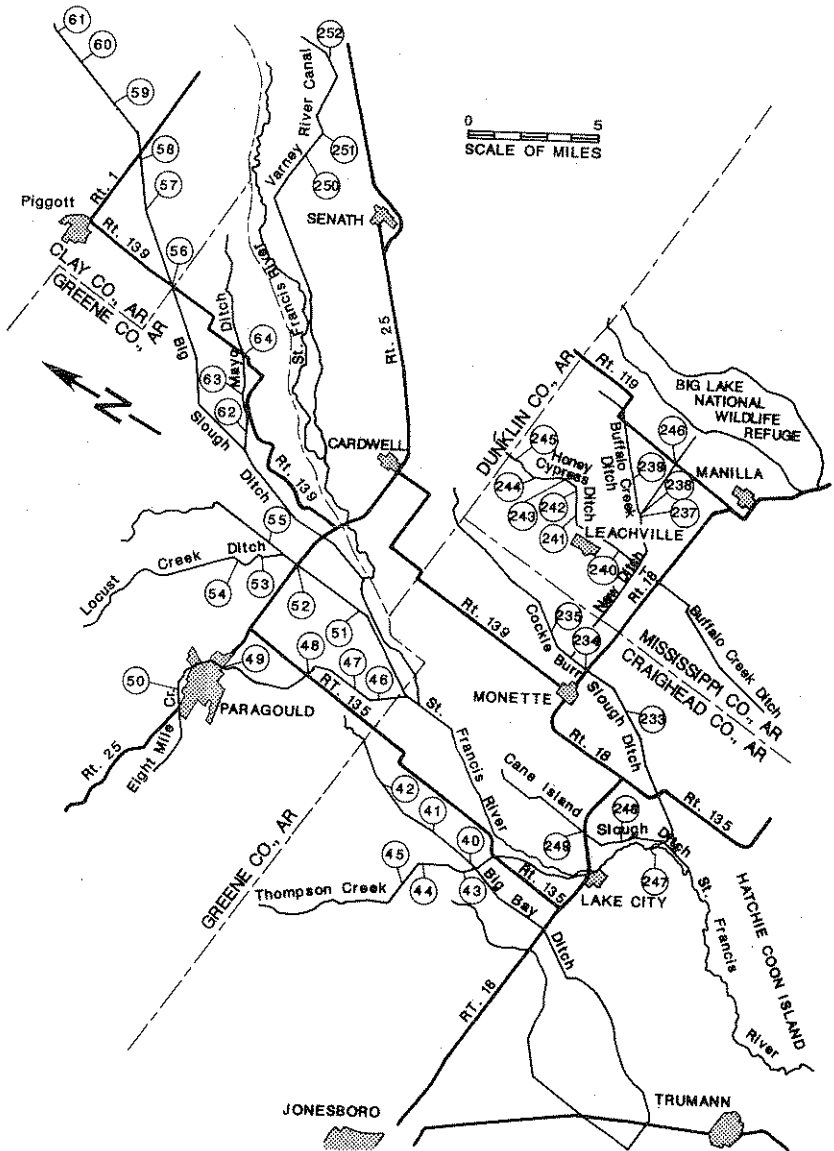 61
60
59
58
57
56
Rt. 1
Piggott
Rt. 139
CLAY CO., AR
GREENE CO., AR
Big
Slough
Ditch
Mayo Ditch
64
63
62
St. Francis River
Varney River Canal
252
251
250
SENATH
Rt. 25
0 5
SCALE OF MILES
N
CARDWELL
Rt. 139
DUNKLIN CO., AR
Rt. 119
BIG LAKE
NATIONAL
WILDLIFE
REFUGE
246
MANILLA
245
Honey
Cypress
Ditch
244
243
242
241
Buffalo Creek
Ditch
239
238
237
LEACHVILLE
240
New Ditch
Rt. 18
Buffalo Creek Ditch
55
Locust Creek Ditch
54
53
52
51
50
49
48
47
46
PARAGOULD
Eight Mile Cr.
Rt. 25
RT. 135
St. Francis River
Rt. 139
Cockle Burr
Slough Ditch
235
234
233
MONETTE
MISSISSIPPI CO., AR
CRAIGHEAD CO., AR
Rt. 18
Rt. 135
Cane Island
Slough Ditch
248
249
247
LAKE CITY
GREENE CO., AR
42
41
40
45
44
43
Thompson Creek
Big Bay
Ditch
Rt. 135
RT. 18
St. Francis River
HATCHIE COON ISLAND
JONESBORO
TRUMANN